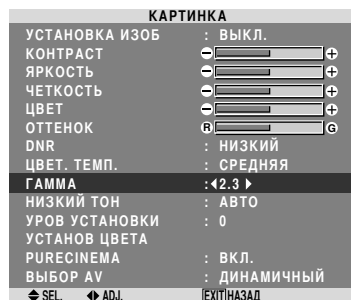 КАРТИНКА
УСТАНОВКА ИЗОБ : ВЫКЛ.
КОНТРАСТ
ЯРКОСТЬ
ЧЕТКОСТЬ
ЦВЕТ
ОТТЕНОК R G
DNR : НИЗКИЙ
ЦВЕТ. ТЕМП. : СРЕДНЯЯ
ГАММА :◀2.3▶
НИЗКИЙ ТОН : АВТО
УРОВ УСТАНОВКИ : 0
УСТАНОВ ЦВЕТА
PURECINEMA : ВКЛ.
ВЫБОР AV : ДИНАМИЧНЫЙ
SEL. ADJ. EXIT НАЗАД